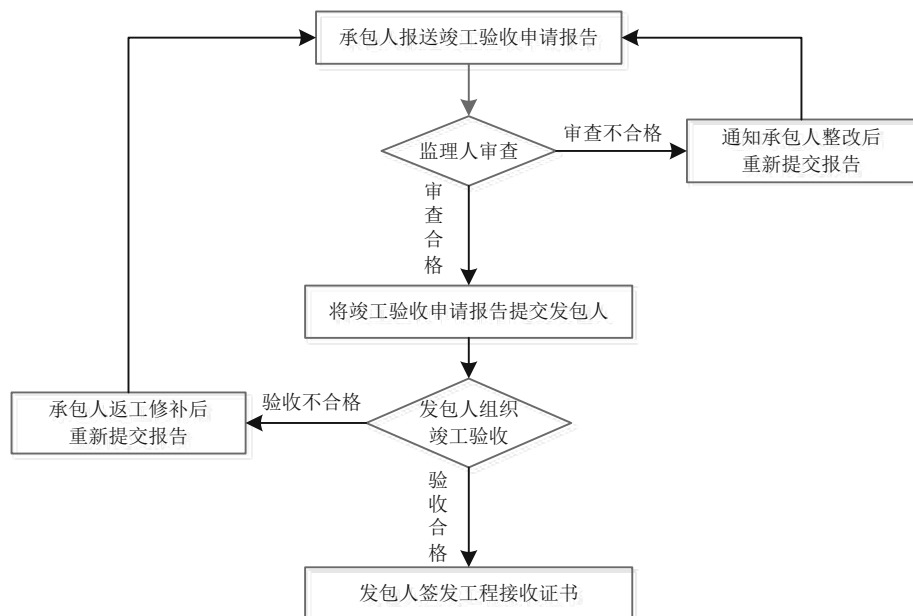 承包人报送竣工验收申请报告
监理人审查
审查不合格
通知承包人整改后
重新提交报告
审查合格
将竣工验收申请报告提交发包人
发包人组织
竣工验收
验收不合格
承包人返工修补后
重新提交报告
验收合格
发包人签发工程接收证书